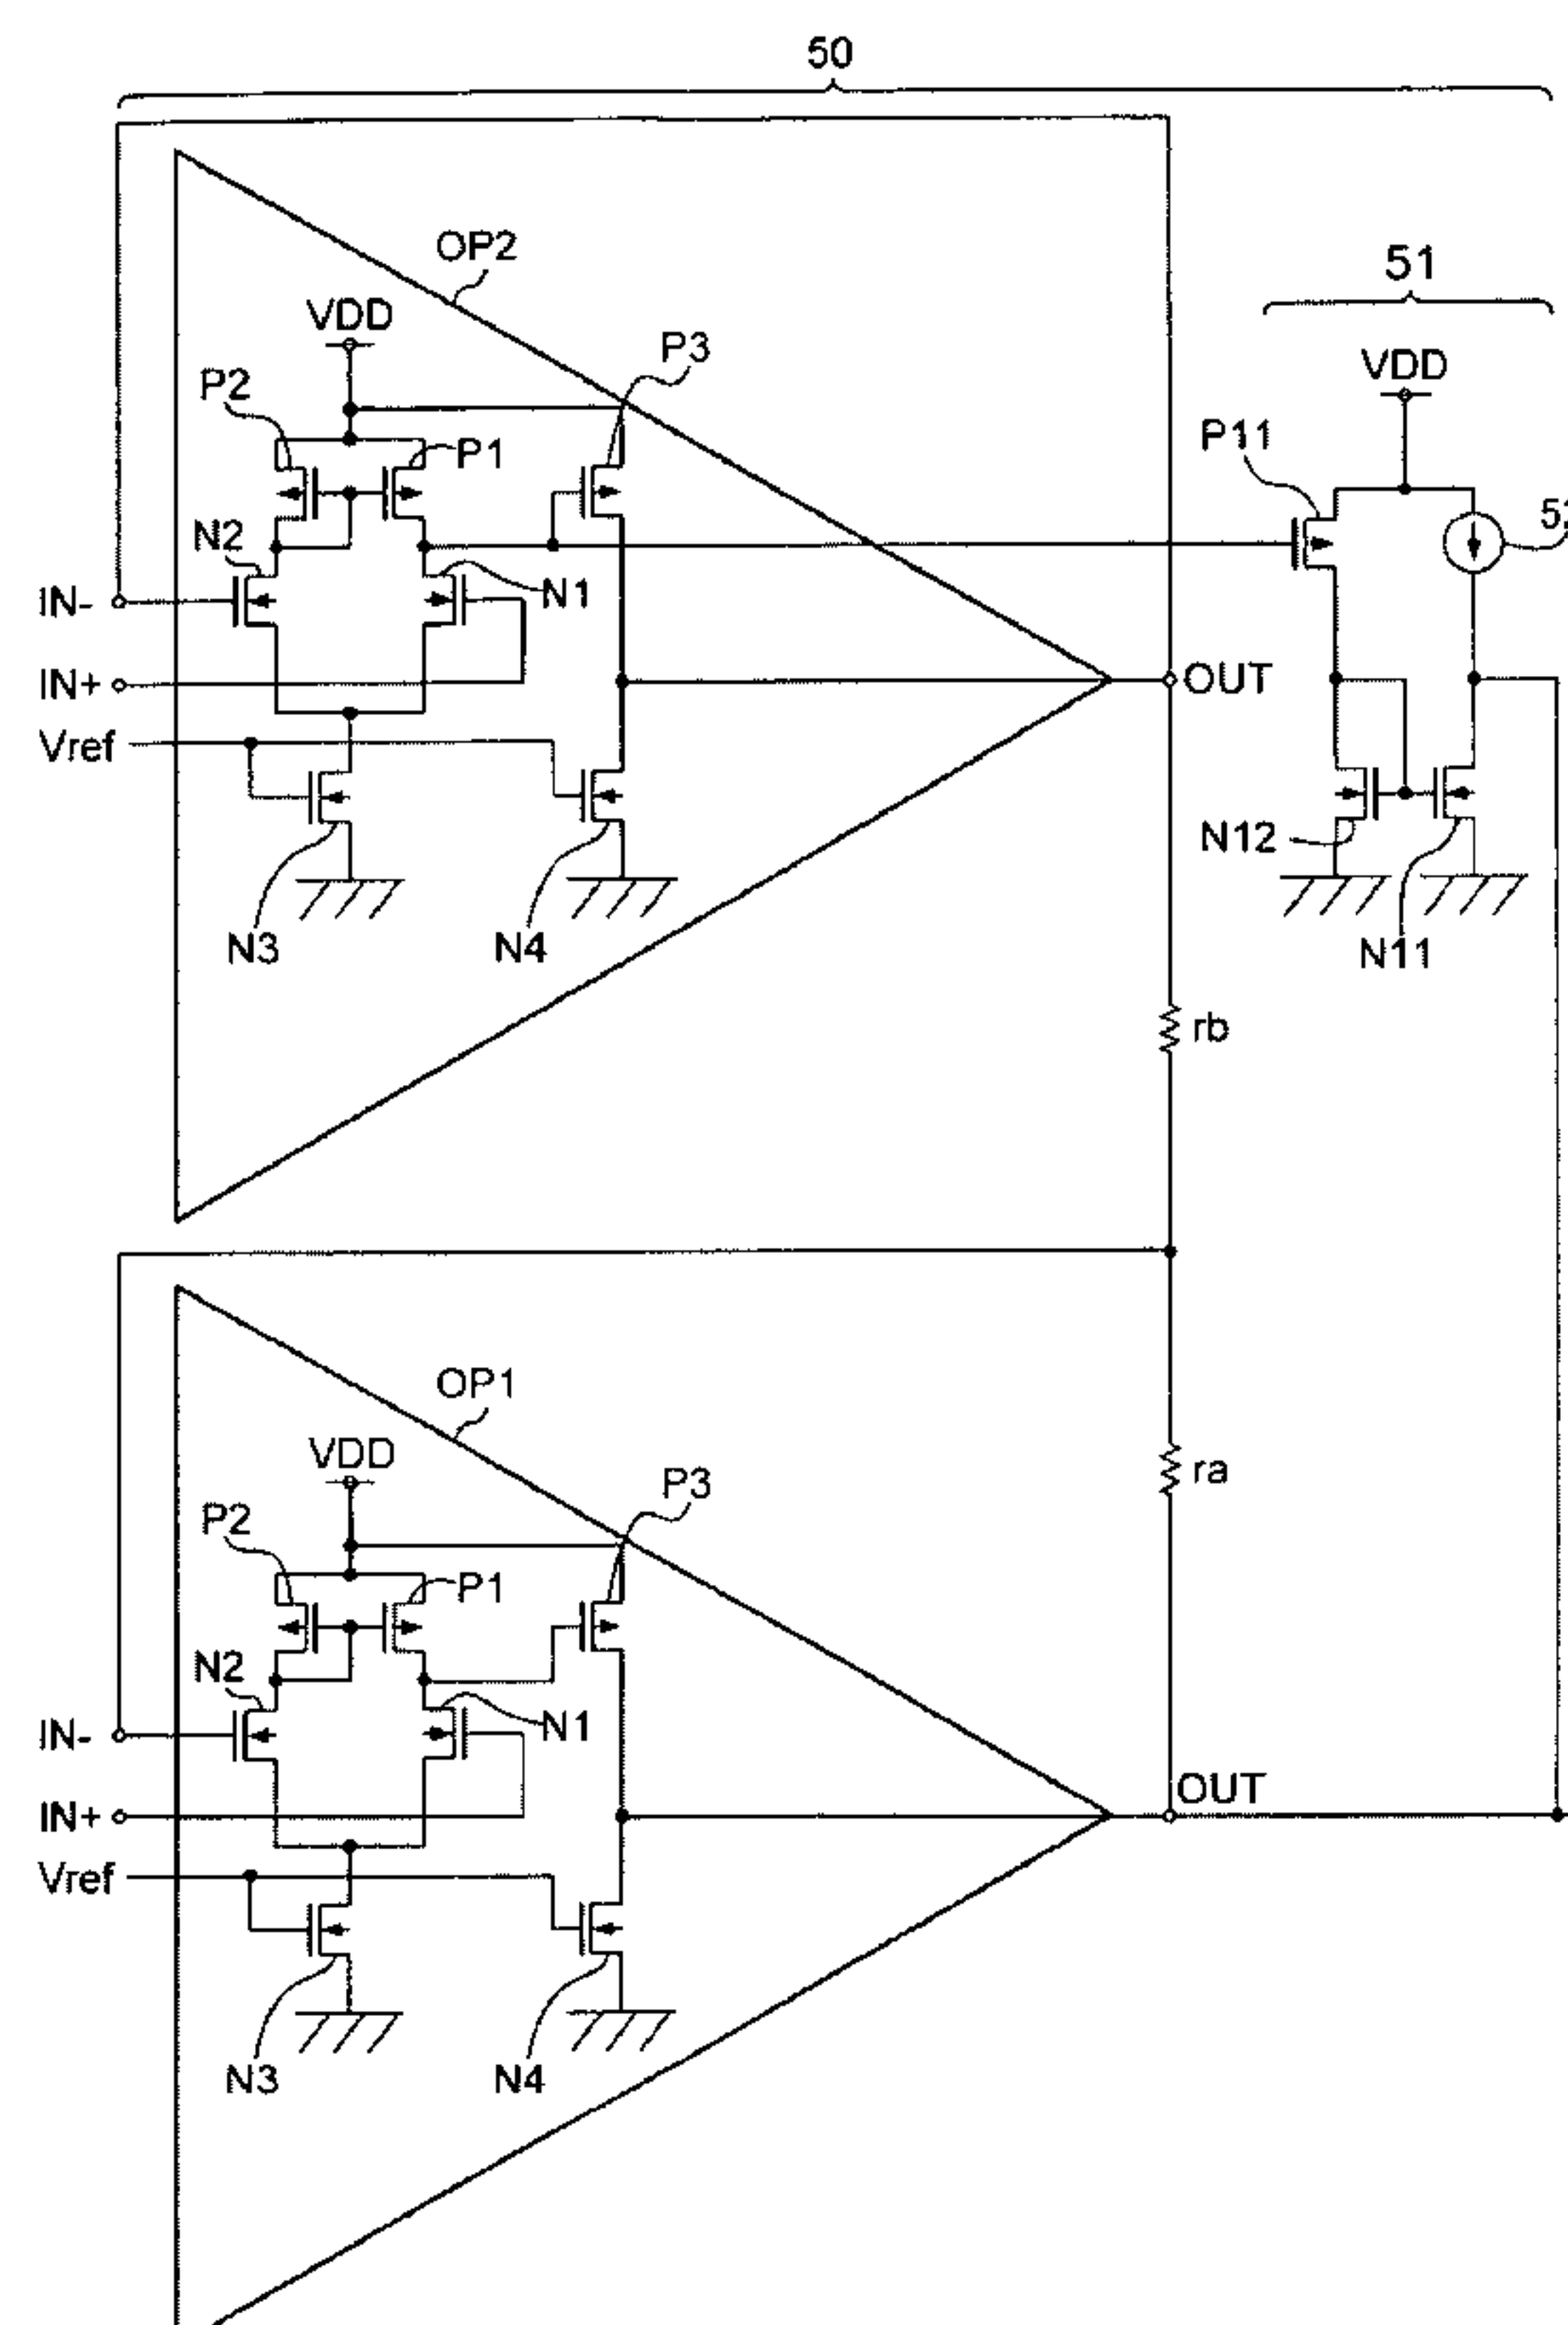 50
OP2
51
VDD
P3
VDD
P2
P11
P1
N2
N1
IN-
IN+
OUT
Vref
N12
N3
N4
N11
rb
OP1
VDD
P3
ra
P2
P1
N2
N1
IN-
OUT
IN+
Vref
N3
N4